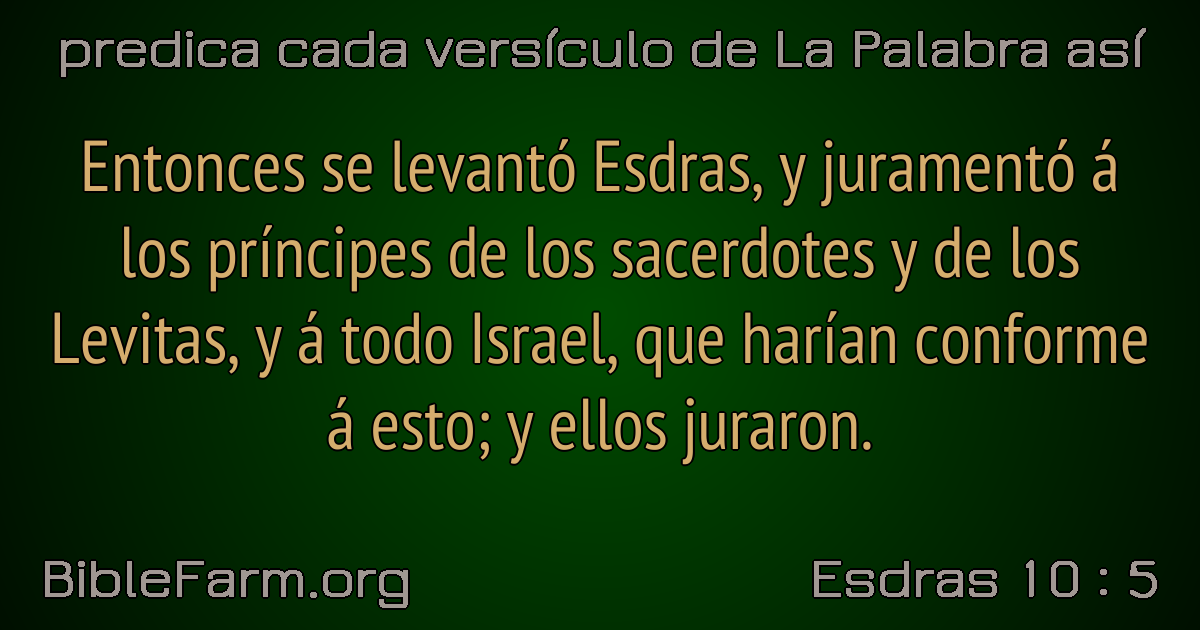 predica cada versículo de La Palabra así
Entonces se levantó Esdras, y juramentó á
los príncipes de los sacerdotes y de los
Levitas, y á todo Israel, que harían conforme
á esto; y ellos juraron.
BibleFarm.org
Esdras 10 : 5